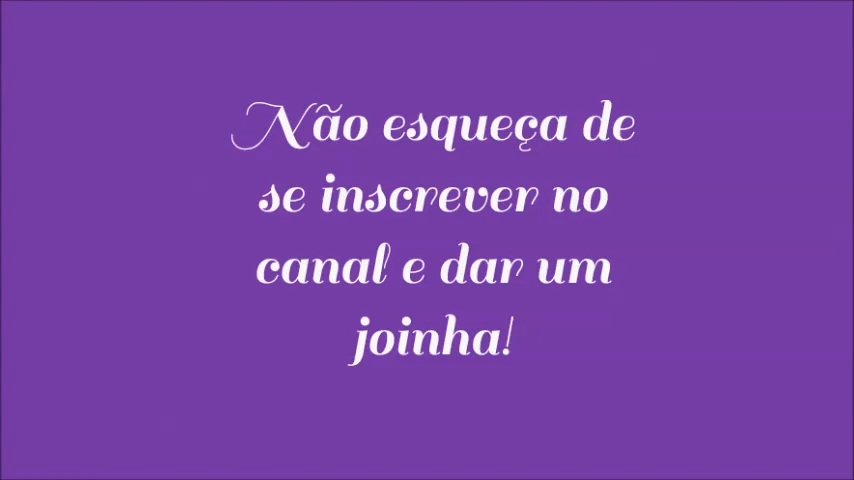 Não esqueça de
se inscrever no
canal e dar um
joinha!